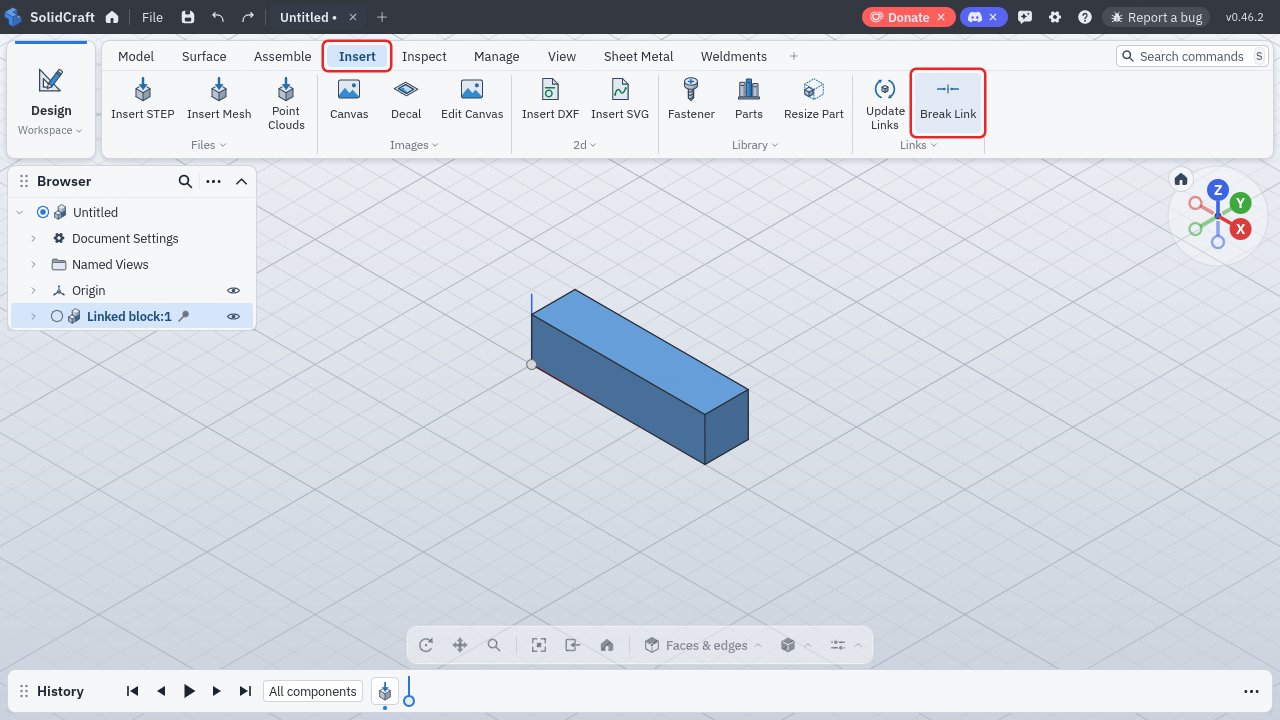 SolidCraft File Untitled • Donate Report a bug v0.46.2
Model Surface Assemble Insert Inspect Manage View Sheet Metal Weldments Search commands S
Design
Workspace
Insert STEP Insert Mesh Point Clouds Canvas Decal Edit Canvas Insert DXF Insert SVG Fastener Parts Resize Part Update Links Break Link
Files Images 2d Library Links
Browser
Untitled
Document Settings
Named Views
Origin
Linked block:1
Z
Y
X
Faces & edges
History All components